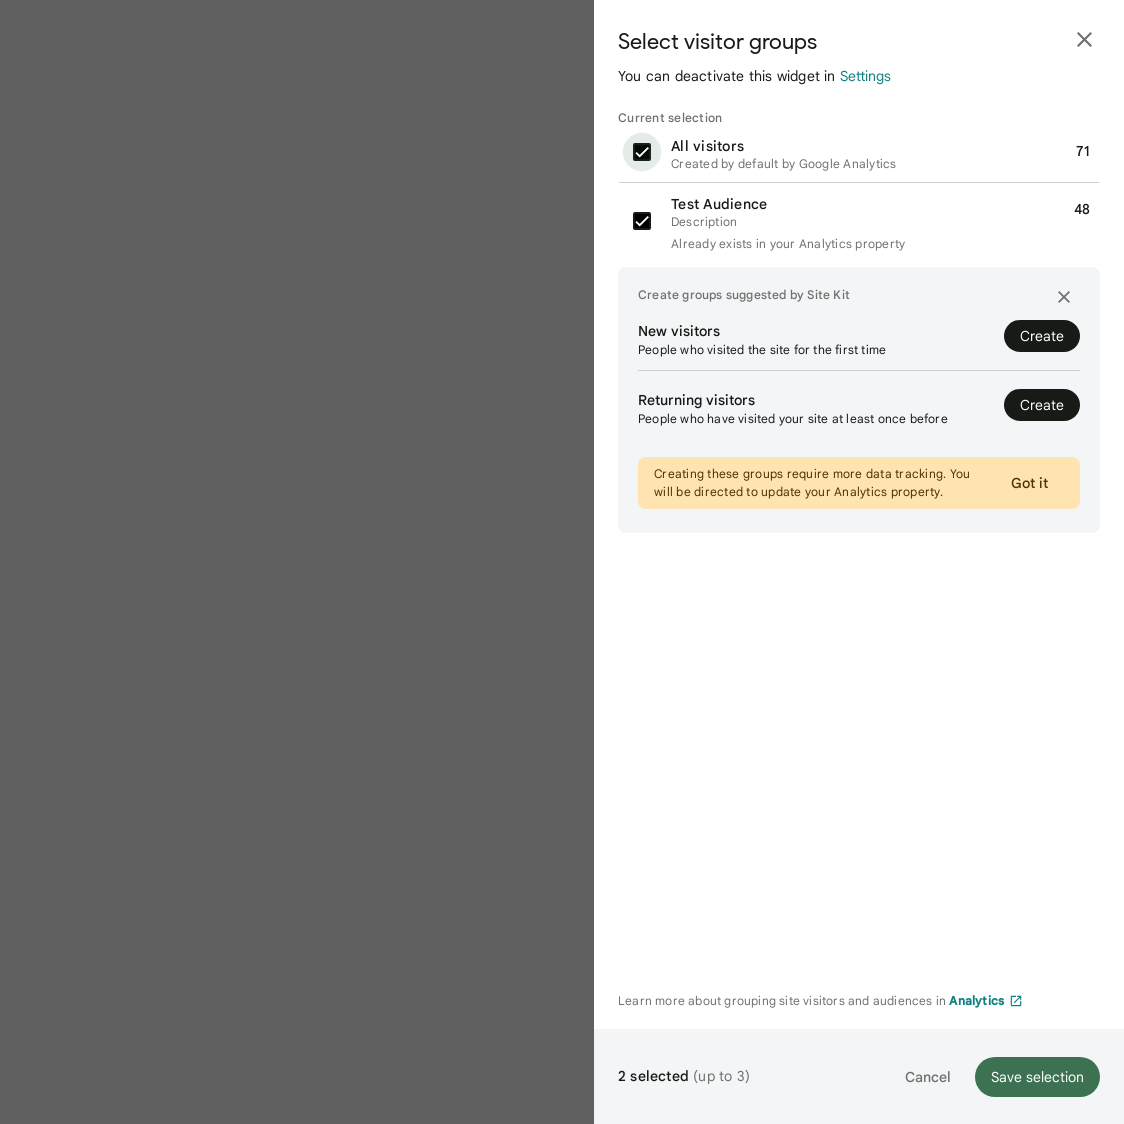 Select visitor groups
You can deactivate this widget in Settings
Current selection
All visitors
Created by default by Google Analytics
71
Test Audience
Description
Already exists in your Analytics property
48
Create groups suggested by Site Kit
New visitors
People who visited the site for the first time
Create
Returning visitors
People who have visited your site at least once before
Create
Creating these groups require more data tracking. You
will be directed to update your Analytics property.
Got it
Learn more about grouping site visitors and audiences in Analytics
2 selected (up to 3)
Cancel
Save selection